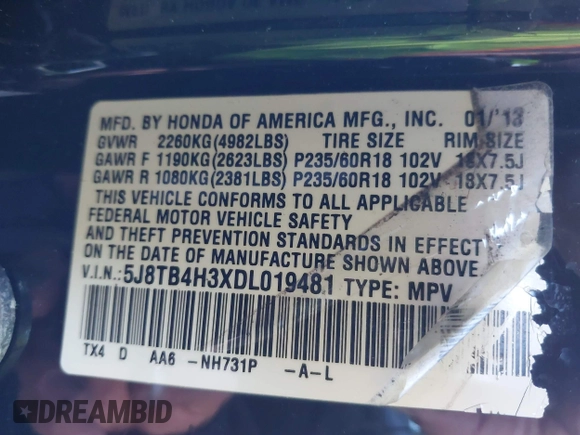 MFD. BY HONDA OF AMERICA MFG., INC. 01/'13
GVWR 2260KG(4982LBS) TIRE SIZE RIM SIZE
GAWR F 1190KG(2623LBS) P235/60R18 102V 18X7.5J
GAWR R 1080KG(2381LBS) P235/60R18 102V 18X7.5J
THIS VEHICLE CONFORMS TO ALL APPLICABLE
FEDERAL MOTOR VEHICLE SAFETY
AND THEFT PREVENTION STANDARDS IN EFFECT
ON THE DATE OF MANUFACTURE SHOWN ABOVE.
V.I.N.:5J8TB4H3XDL019481 TYPE: MPV
TX4 D AA6 -NH731P -A-L
DREAMBID